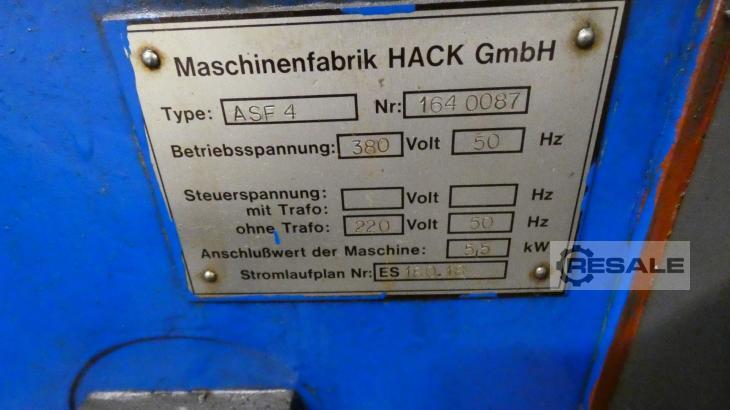 Maschinenfabrik HACK GmbH
Type: ASF 4 Nr: 164 0087
Betriebsspannung: 380 Volt 50 Hz
Steuerspannung: Volt Hz
mit Trafo:
ohne Trafo: 220 Volt 50 Hz
Anschlußwert der Maschine: 5,5 kW
Stromlaufplan Nr: ES
RESALE